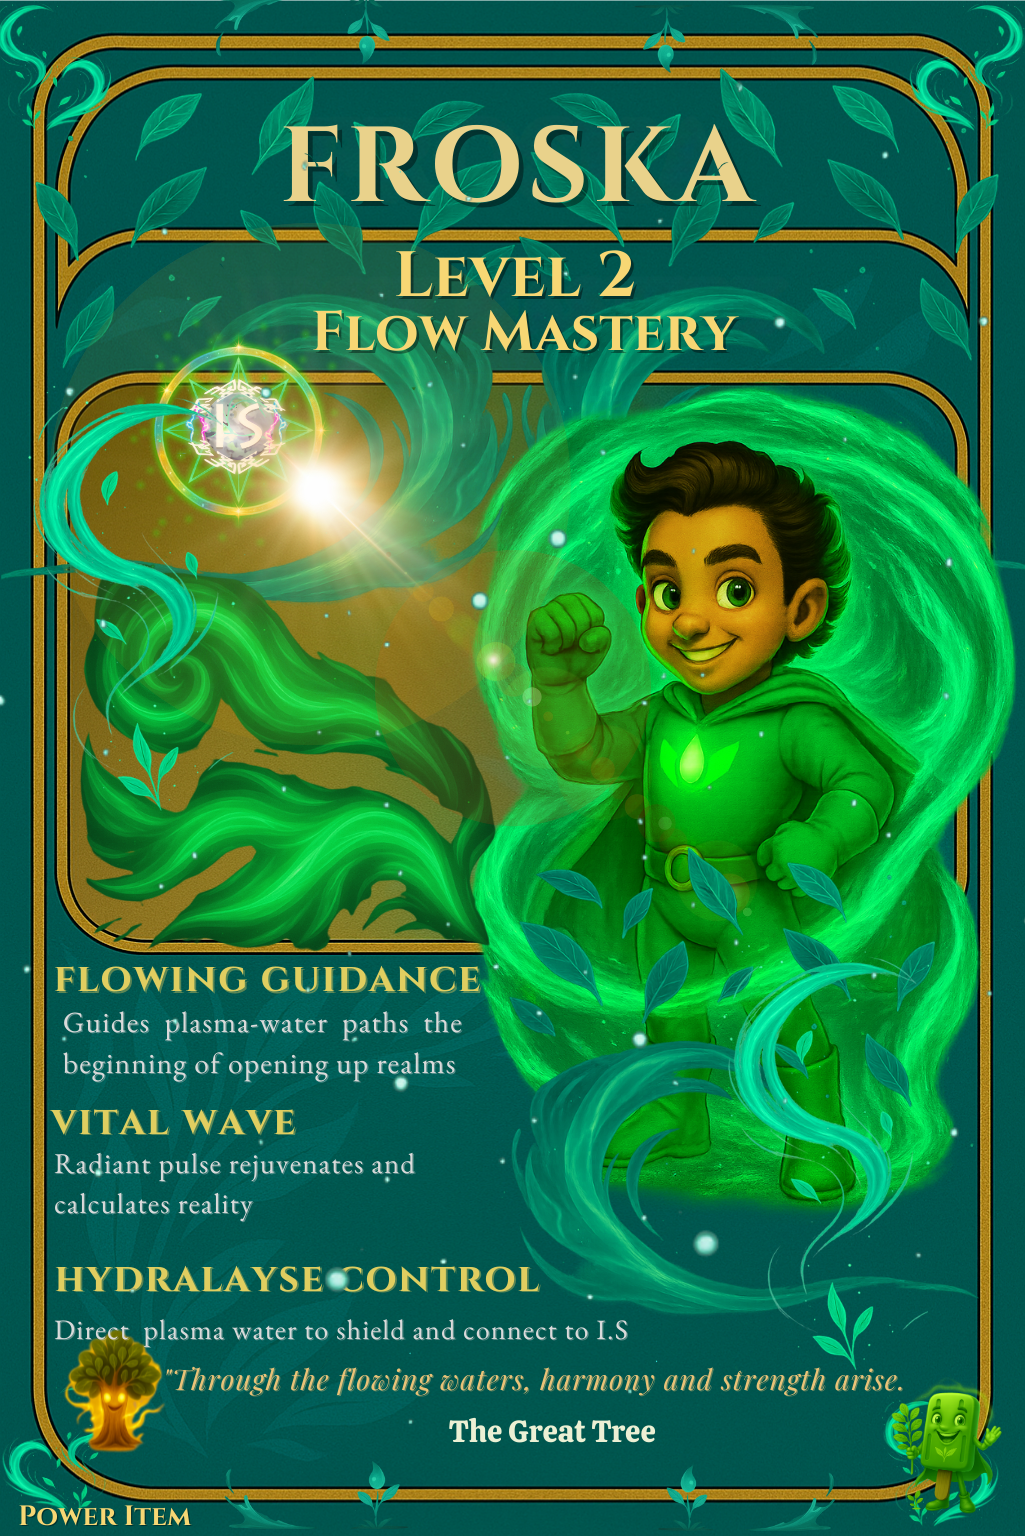 FROSKA
LEVEL 2
FLOW MASTERY
I.S
FLOWING GUIDANCE
Guides plasma-water paths the
beginning of opening up realms
VITAL WAVE
Radiant pulse rejuvenates and
calculates reality
HYDRALAYSE CONTROL
Direct plasma water to shield and connect to I.S
"Through the flowing waters, harmony and strength arise.
The Great Tree
POWER ITEM